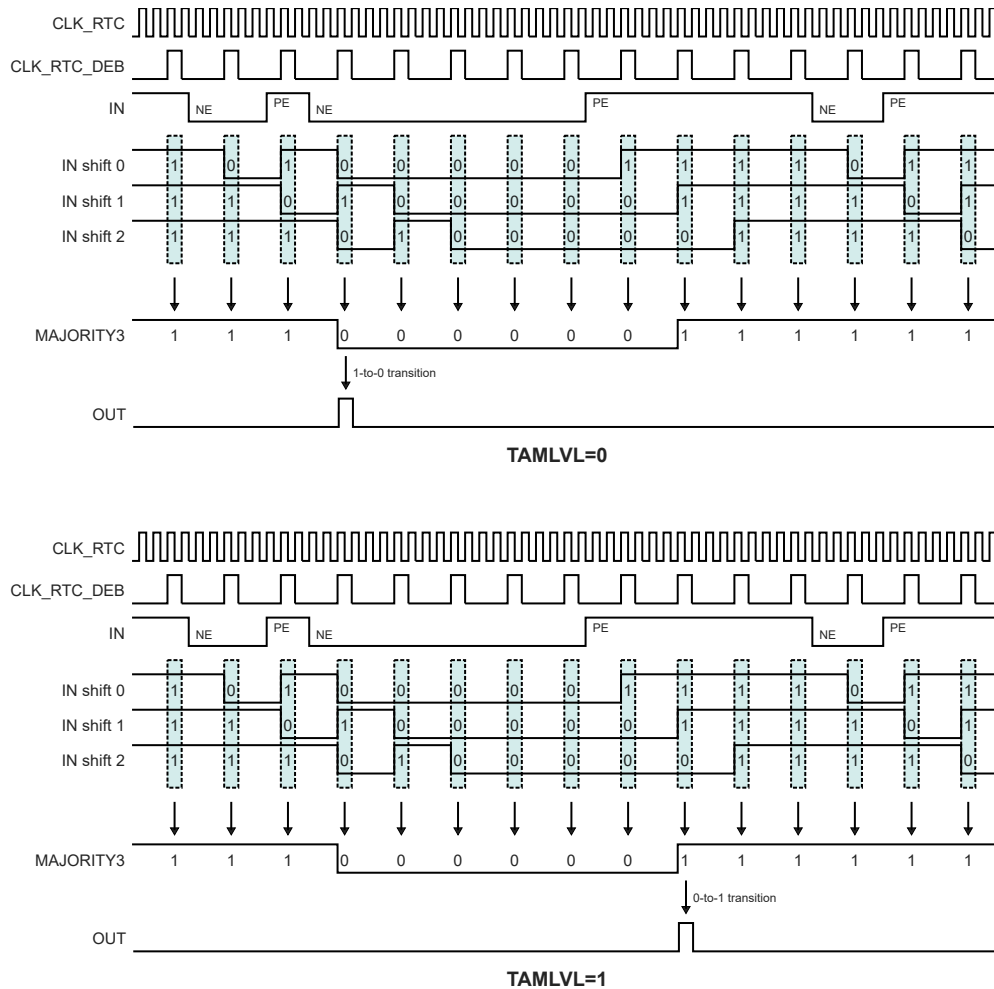 CLK_RTC
CLK_RTC_DEB
IN NE PE NE PE NE PE
IN shift 0 1 0 1 0 0 0 0 0 1 1 1 1 0 1 1
IN shift 1 1 1 0 1 0 0 0 0 0 1 1 1 1 0 1
IN shift 2 1 1 1 0 1 0 0 0 0 0 1 1 1 1 0
MAJORITY3 1 1 1 0 0 0 0 0 0 1 1 1 1 1 1
1-to-0 transition
OUT
TAMLVL=0
CLK_RTC
CLK_RTC_DEB
IN NE PE NE PE NE PE
IN shift 0 1 0 1 0 0 0 0 0 1 1 1 1 0 1 1
IN shift 1 1 1 0 1 0 0 0 0 0 1 1 1 1 0 1
IN shift 2 1 1 1 0 1 0 0 0 0 0 1 1 1 1 0
MAJORITY3 1 1 1 0 0 0 0 0 0 1 1 1 1 1 1
0-to-1 transition
OUT
TAMLVL=1